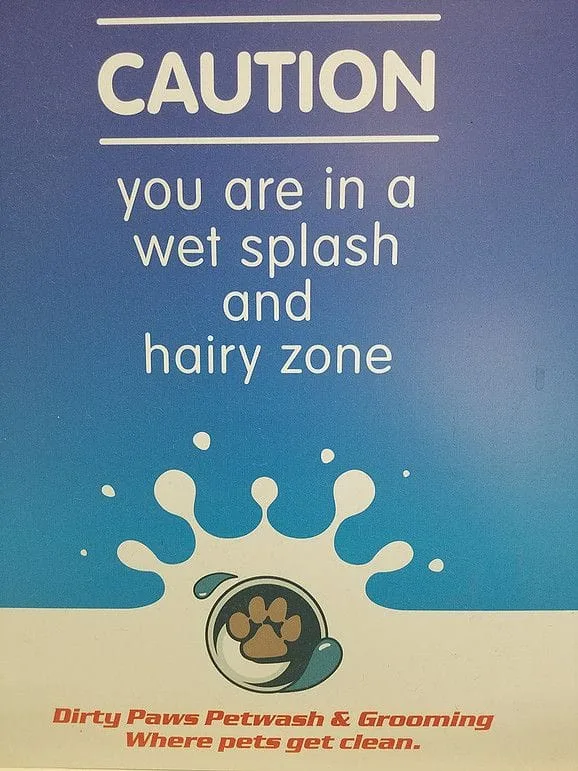 CAUTION
you are in a
wet splash
and
hairy zone
Dirty Paws Petwash & Grooming
Where pets get clean.